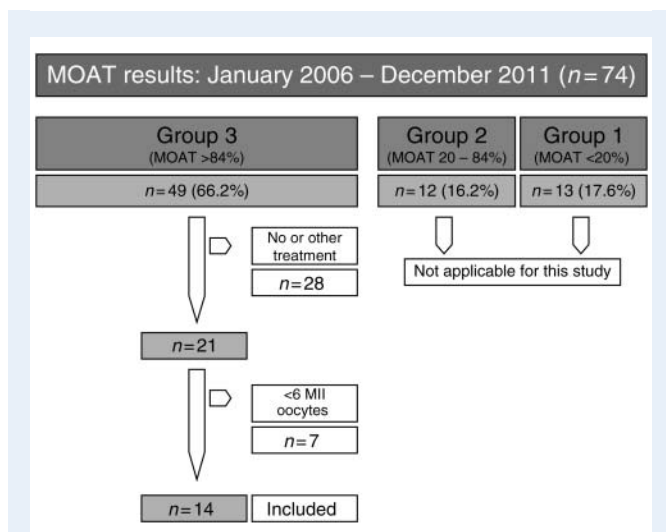 MOAT results: January 2006 – December 2011 (n=74)
Group 3
(MOAT >84%)
n=49 (66.2%)
Group 2
(MOAT 20 – 84%)
n=12 (16.2%)
Group 1
(MOAT <20%)
n=13 (17.6%)
No or other
treatment
n=28
Not applicable for this study
n=21
<6 MII
oocytes
n=7
n=14
Included